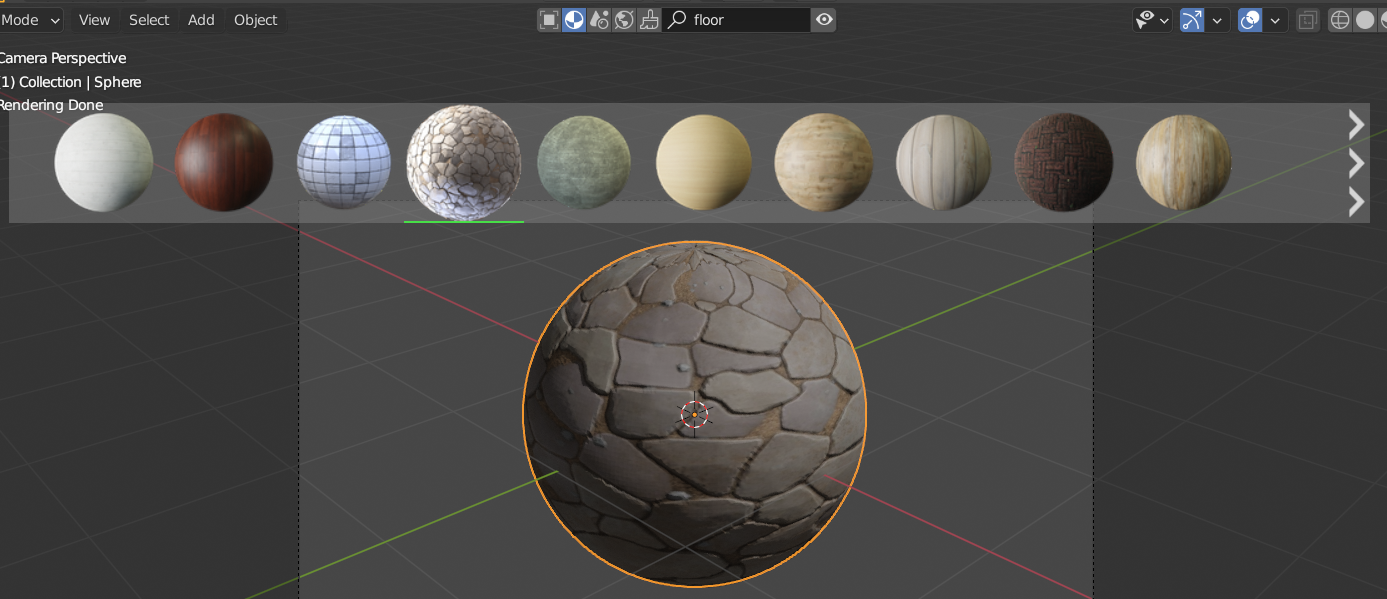 Mode View Select Add Object floor
Camera Perspective
(1) Collection | Sphere
Rendering Done